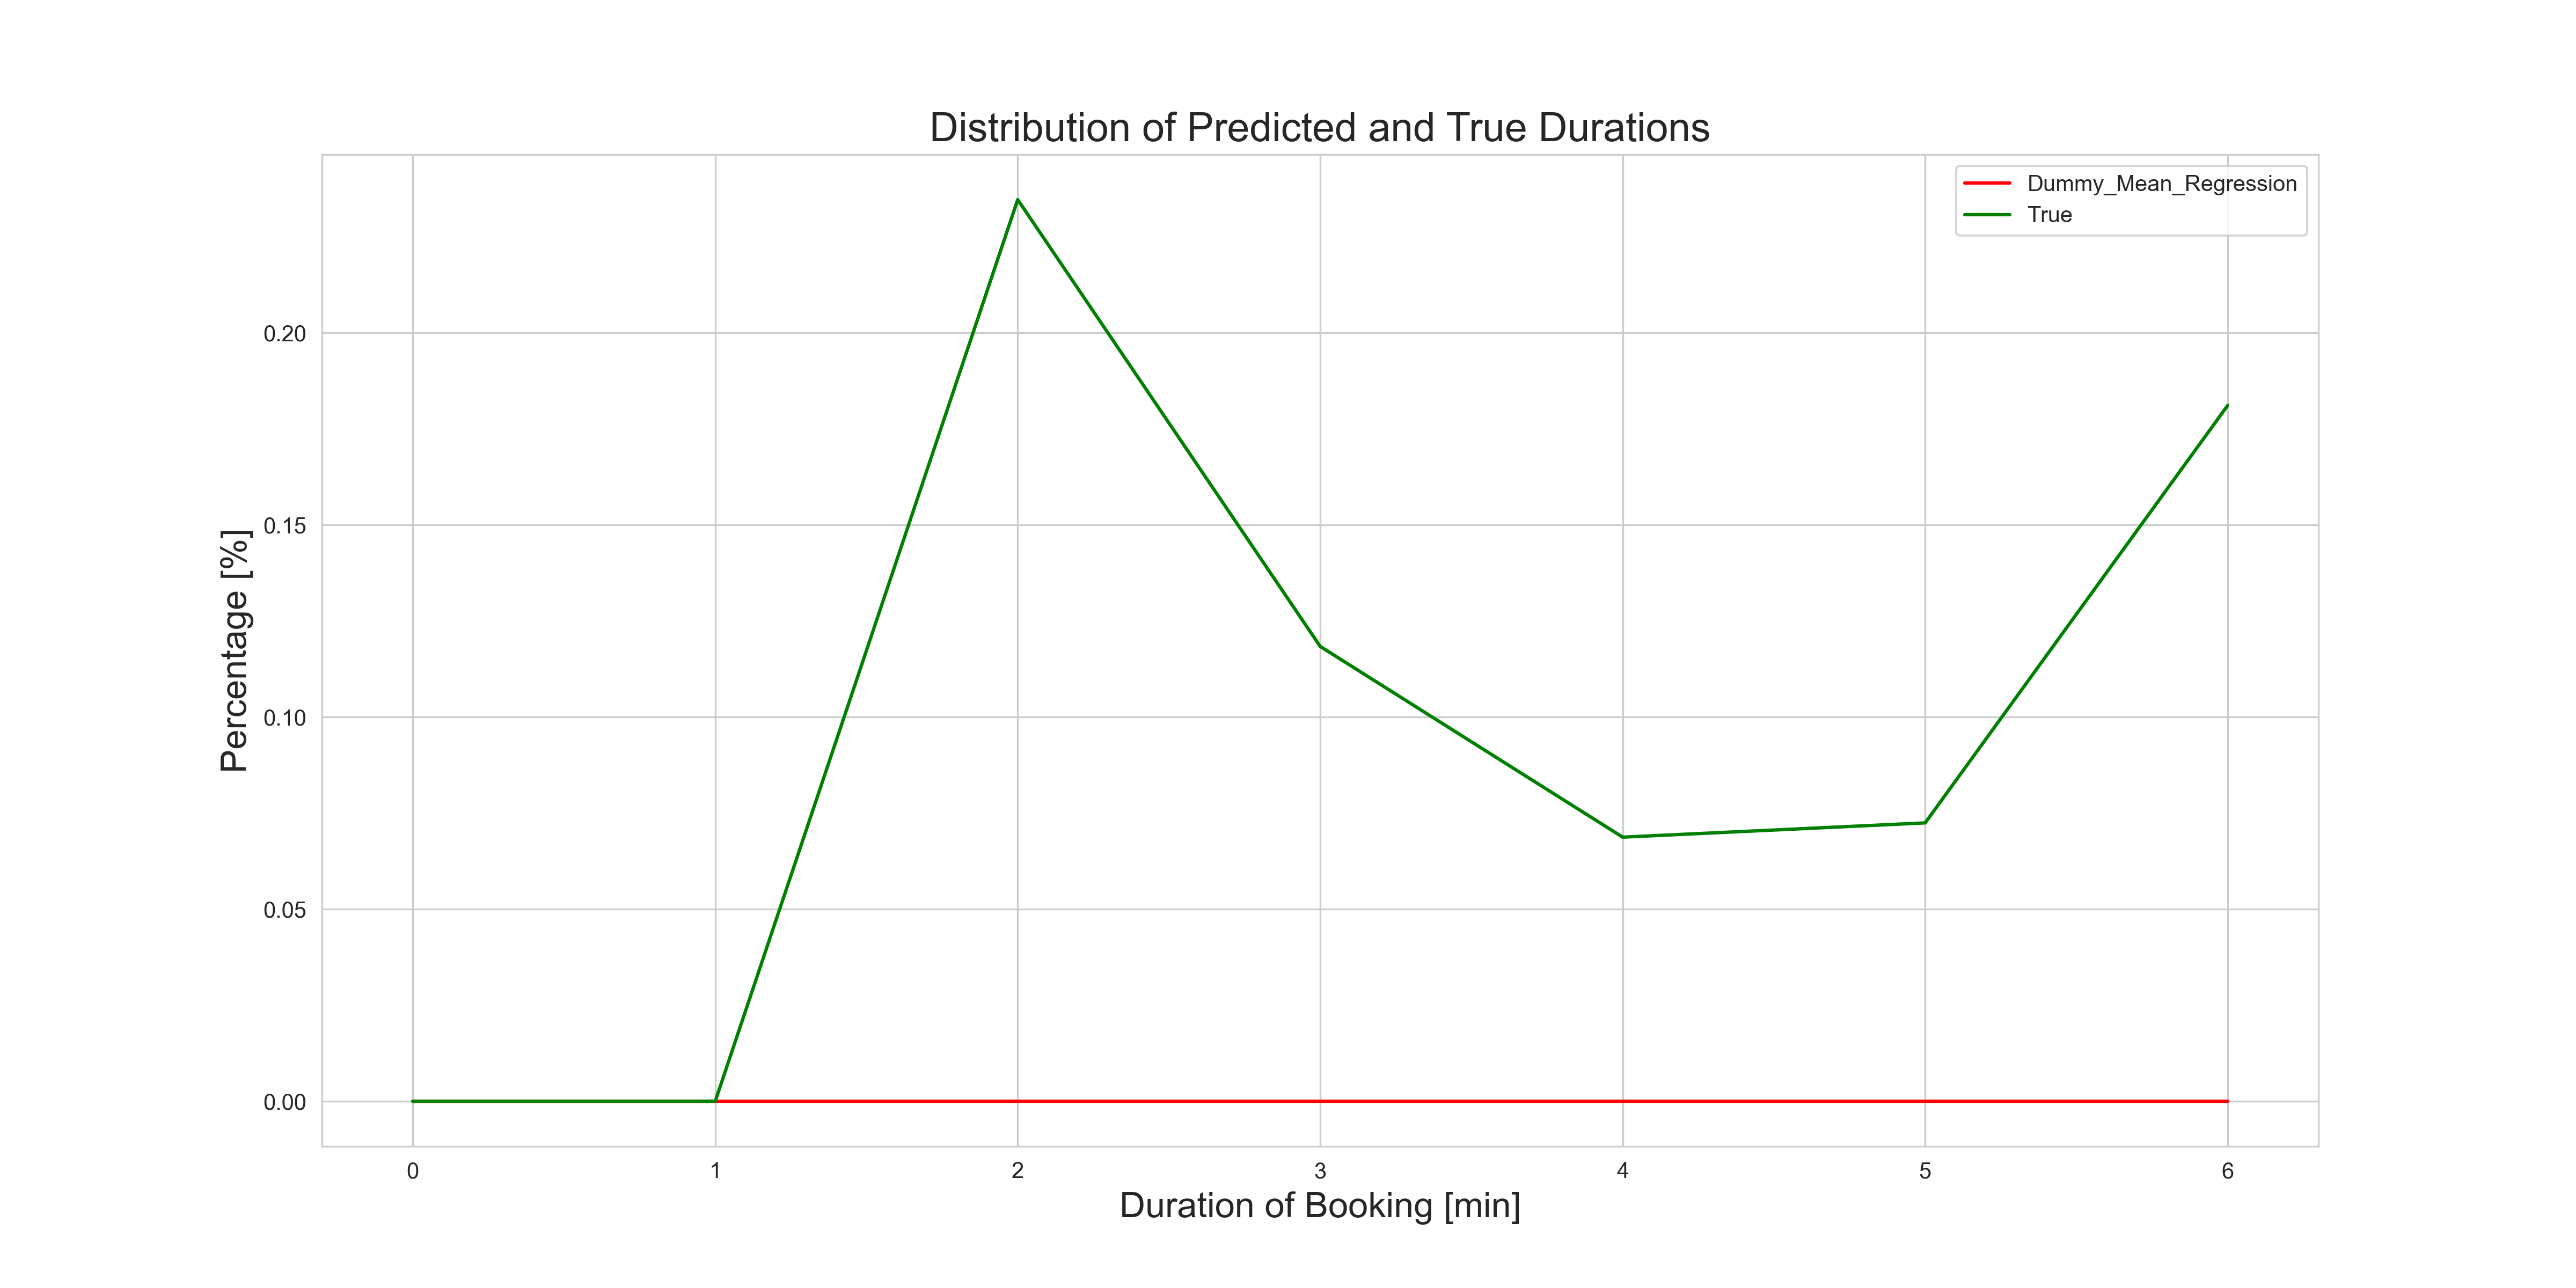 Distribution of Predicted and True Durations
Dummy_Mean_Regression
True
Percentage [%]
0.20
0.15
0.10
0.05
0.00
0 1 2 3 4 5 6
Duration of Booking [min]